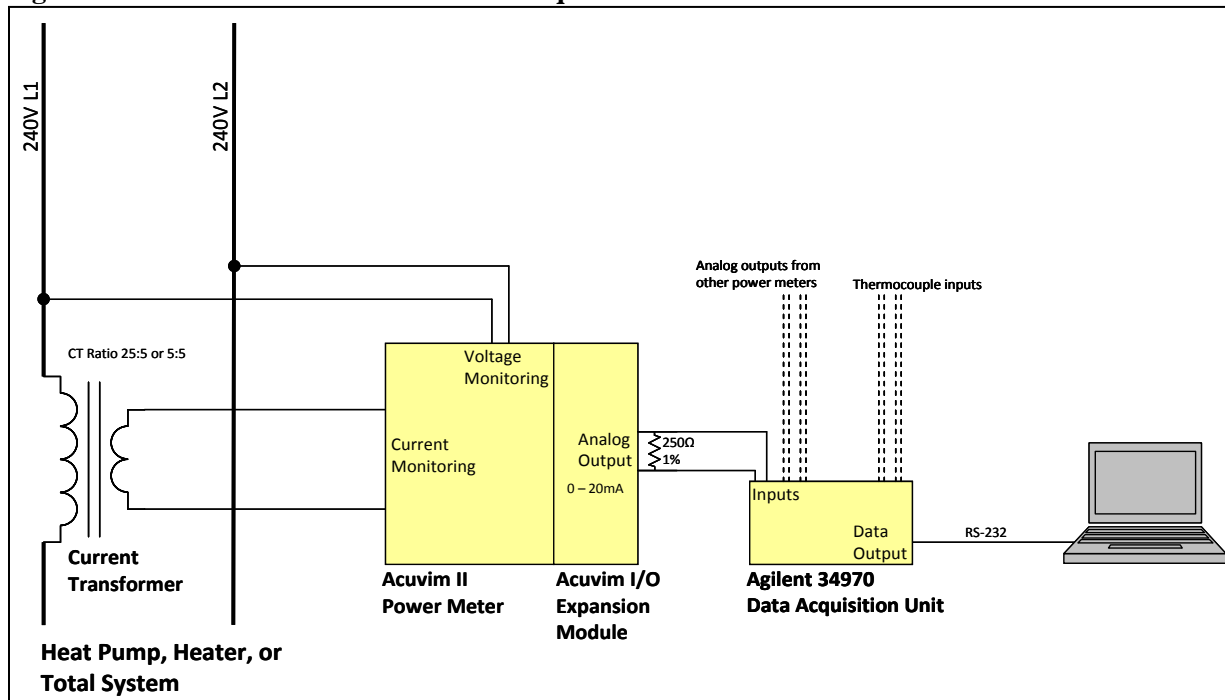 240V L1
240V L2
Analog outputs from
other power meters
Thermocouple inputs
CT Ratio 25:5 or 5:5
Voltage
Monitoring
Current
Monitoring
Analog
Output
0 – 20mA
250Ω
1%
Inputs
Data
Output
RS-232
Current
Transformer
Acuvim II
Power Meter
Acuvim I/O
Expansion
Module
Agilent 34970
Data Acquisition Unit
Heat Pump, Heater, or
Total System